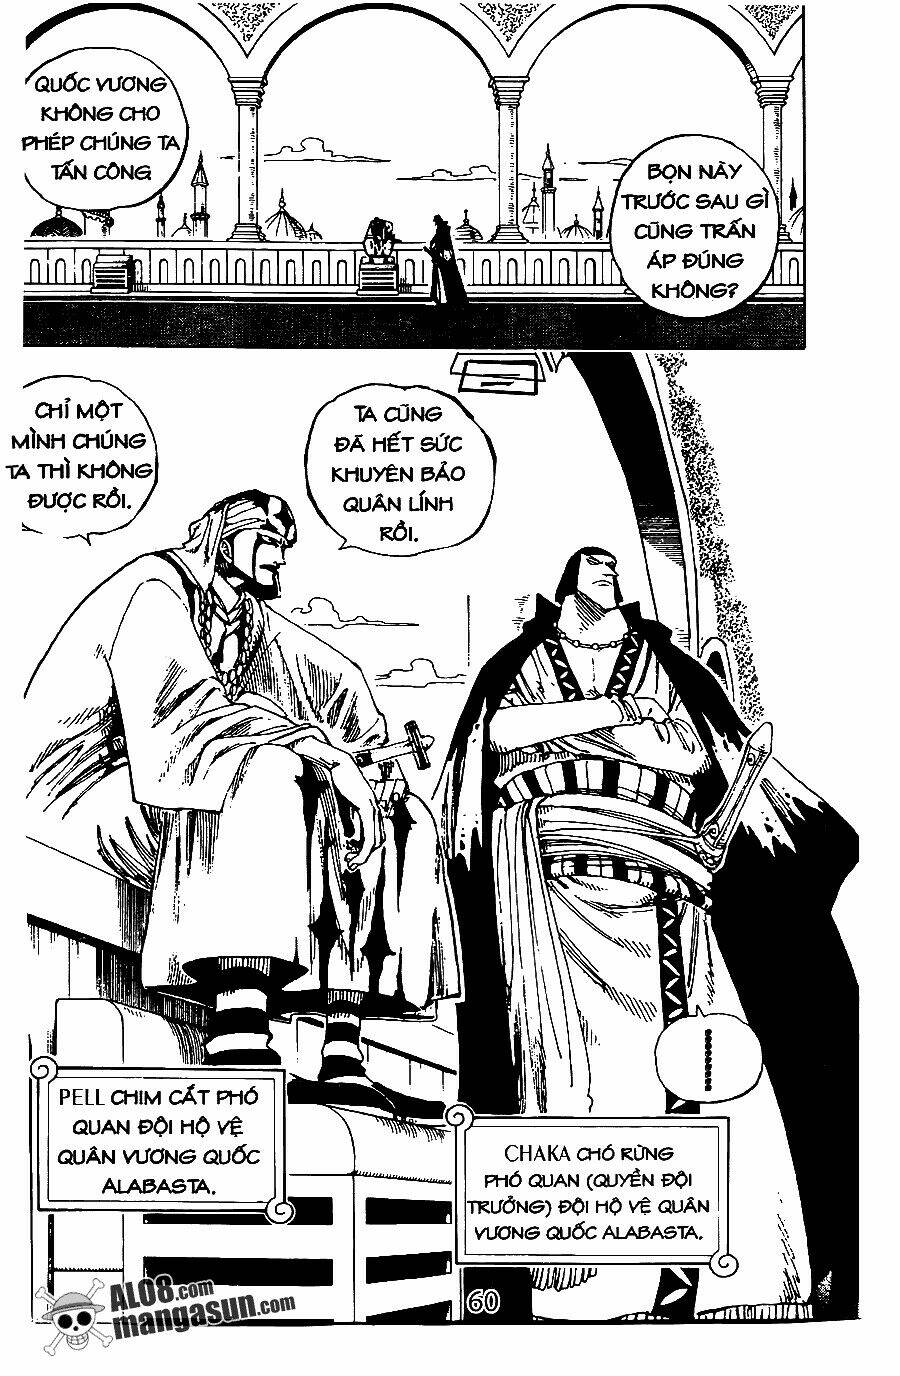 QUỐC VƯƠNG
KHÔNG CHO
PHÉP CHÚNG TA
TẤN CÔNG
BỌN NÀY
TRƯỚC SAU GÌ
CŨNG TRẤN
ÁP ĐÚNG
KHÔNG?
CHỈ MỘT
MÌNH CHÚNG
TA THÌ KHÔNG
ĐƯỢC RỒI.
TA CŨNG
ĐÃ HẾT SỨC
KHUYÊN BẢO
QUÂN LÍNH
RỒI.
.........
PELL CHIM CẮT PHÓ
QUAN ĐỘI HỘ VỆ
QUÂN VƯƠNG QUỐC
ALABASTA.
CHAKA CHÓ RỪNG
PHÓ QUAN (QUYỀN ĐỘI
TRƯỞNG) ĐỘI HỘ VỆ QUÂN
VƯƠNG QUỐC ALABASTA.
AL08.com
mangasun.com
60